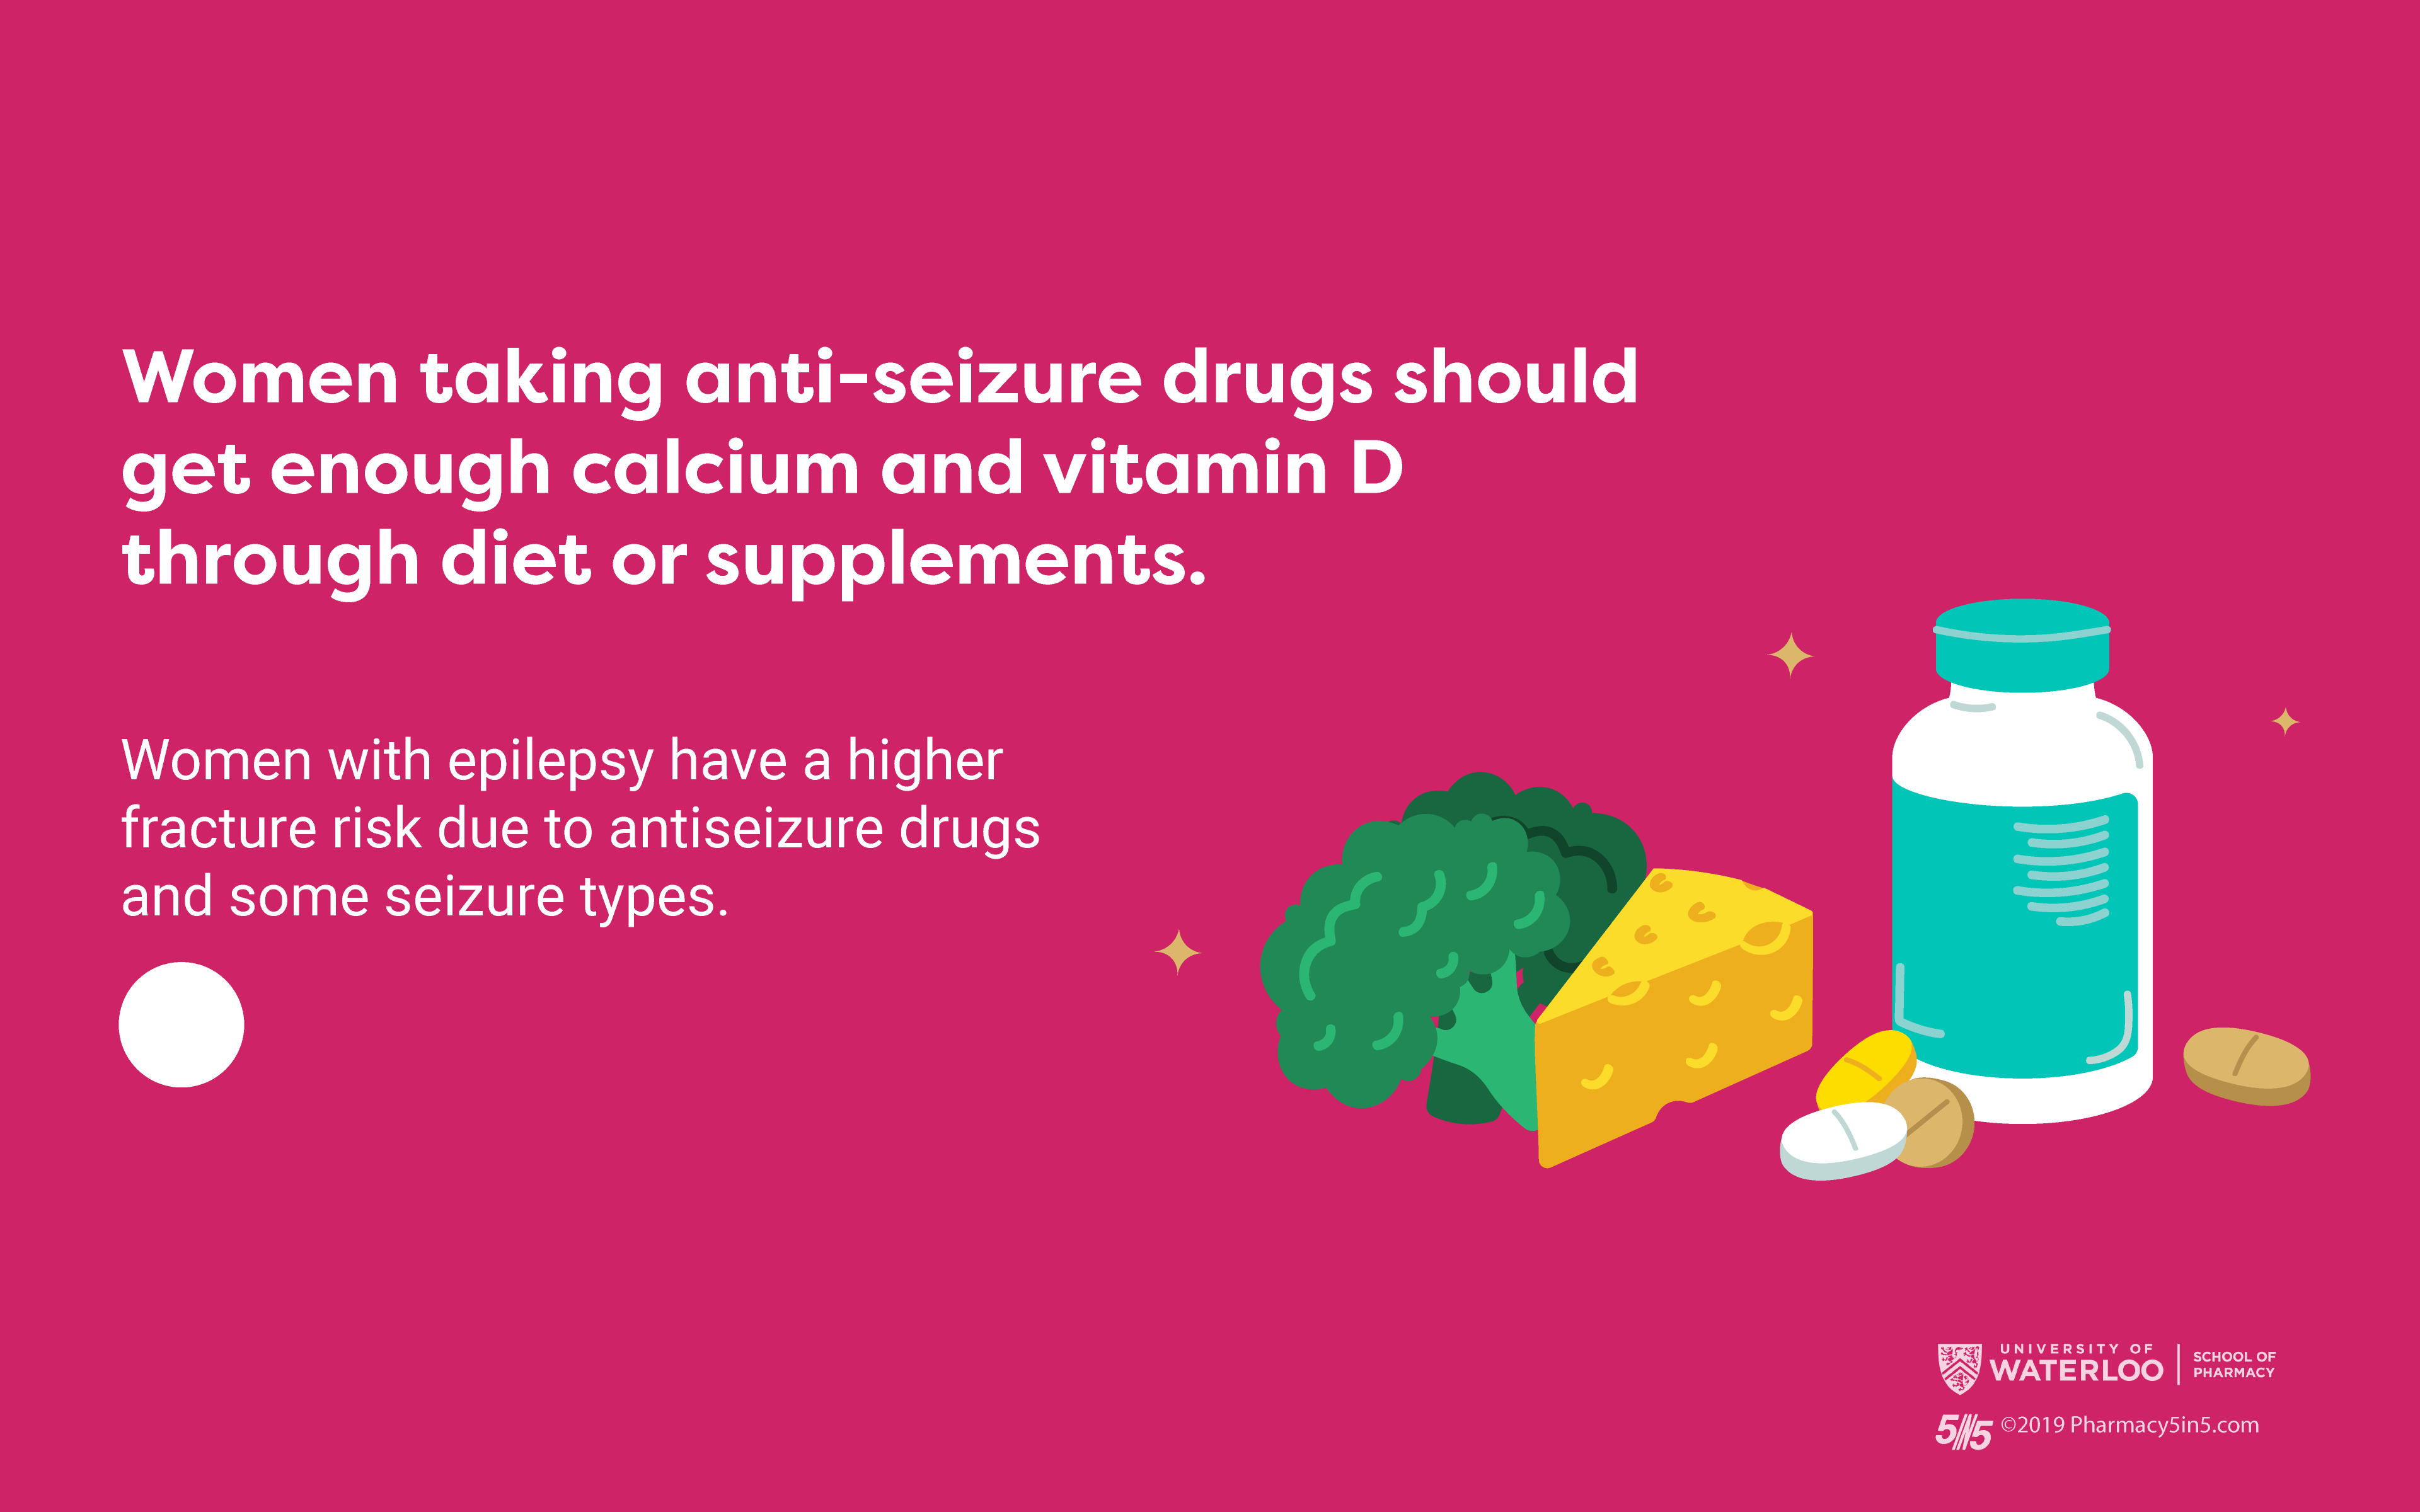 Women taking anti-seizure drugs should
get enough calcium and vitamin D
through diet or supplements.
Women with epilepsy have a higher
fracture risk due to antiseizure drugs
and some seizure types.
UNIVERSITY OF
WATERLOO
SCHOOL OF
PHARMACY
5IN5 ©2019 Pharmacy5in5.com